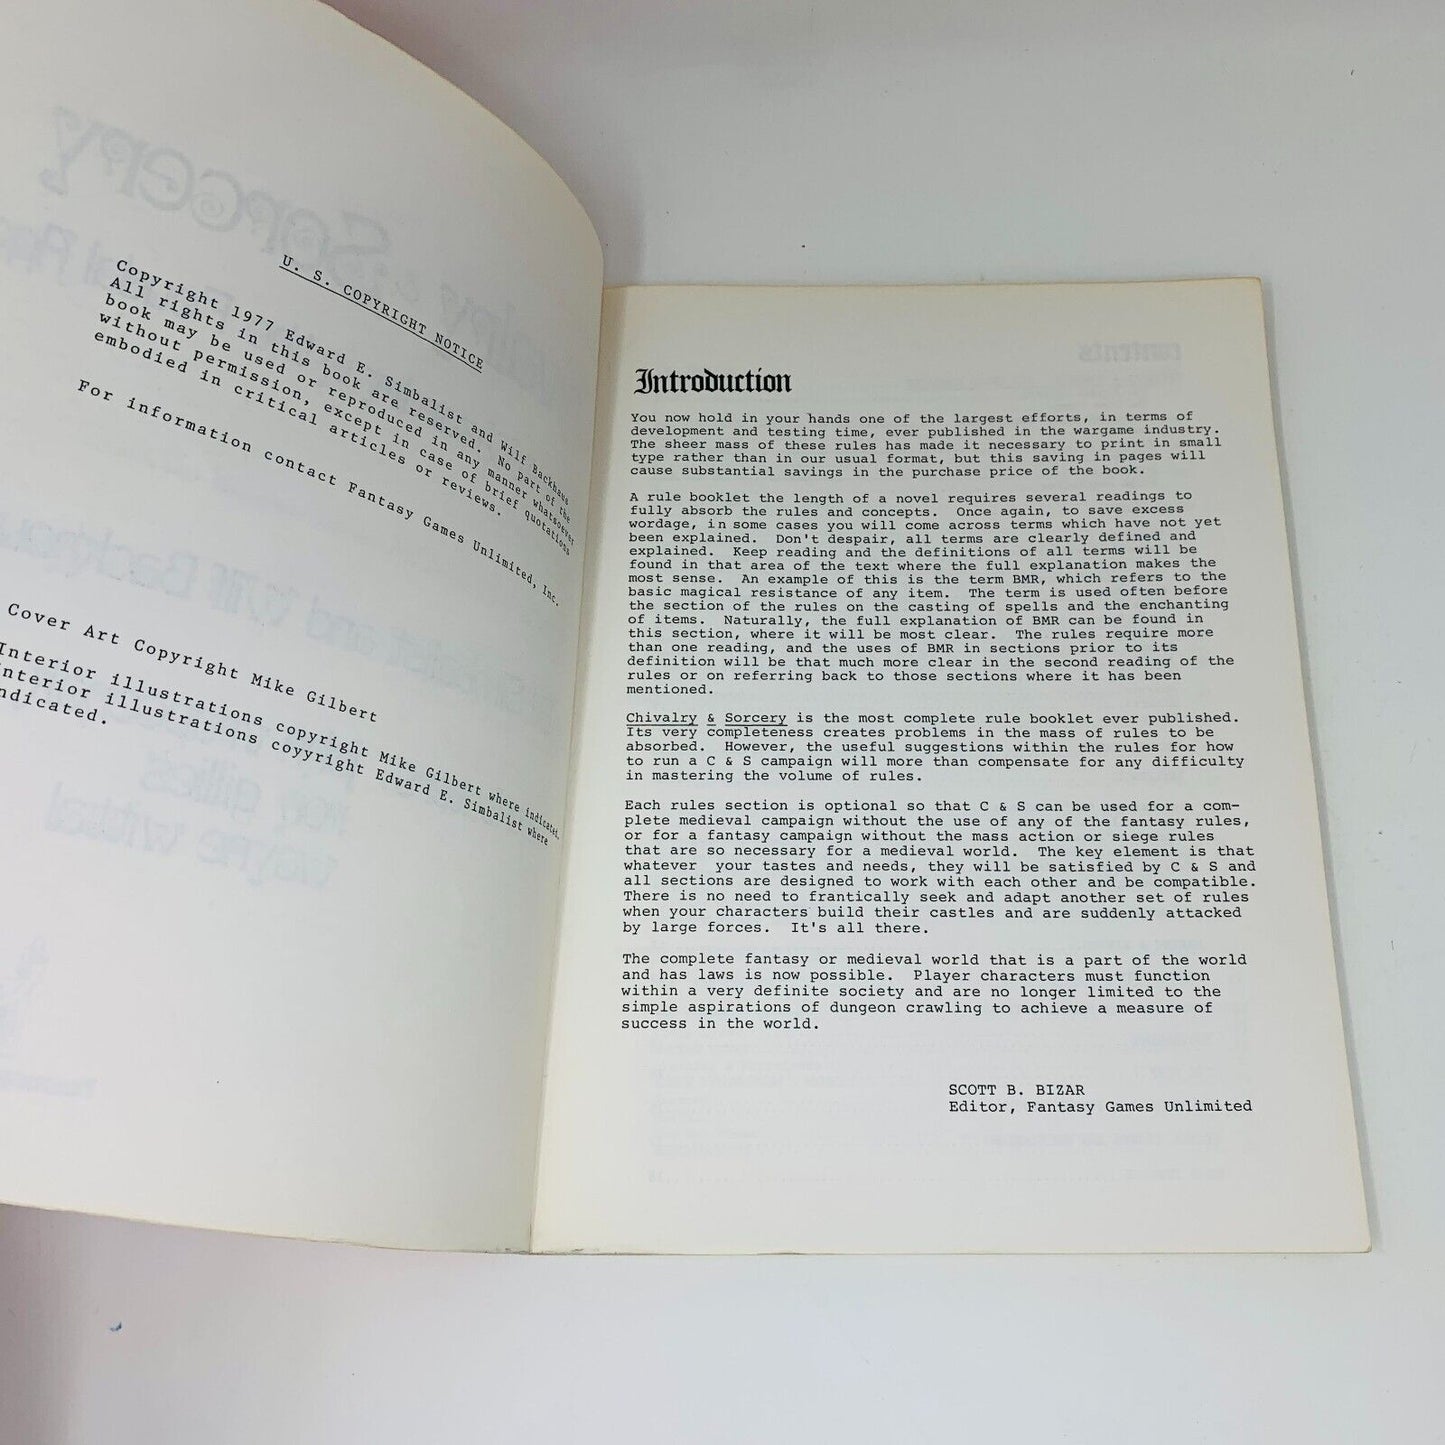 U. S. COPYRIGHT NOTICE
Copyright 1977 Edward E. Simbalist and Wilf Backhaus
All rights in this book are reserved.  No part of the
book may be used or reproduced in any manner whatsoever
without permission, except in case of brief quotations
embodied in critical articles or reviews.
For information contact Fantasy Games Unlimited, Inc.
Cover Art Copyright Mike Gilbert
Interior illustrations copyright Mike Gilbert where indicated.
interior illustrations coyyright Edward E. Simbalist where
indicated.
Introduction
You now hold in your hands one of the largest efforts, in terms of
development and testing time, ever published in the wargame industry.
The sheer mass of these rules has made it necessary to print in small
type rather than in our usual format, but this saving in pages will
cause substantial savings in the purchase price of the book.
A rule booklet the length of a novel requires several readings to
fully absorb the rules and concepts.  Once again, to save excess
wordage, in some cases you will come across terms which have not yet
been explained.  Don't despair, all terms are clearly defined and
explained.  Keep reading and the definitions of all terms will be
found in that area of the text where the full explanation makes the
most sense.  An example of this is the term BMR, which refers to the
basic magical resistance of any item.  The term is used often before
the section of the rules on the casting of spells and the enchanting
of items.  Naturally, the full explanation of BMR can be found in
this section, where it will be most clear.  The rules require more
than one reading, and the uses of BMR in sections prior to its
definition will be that much more clear in the second reading of the
rules or on referring back to those sections where it has been
mentioned.
Chivalry & Sorcery is the most complete rule booklet ever published.
Its very completeness creates problems in the mass of rules to be
absorbed.  However, the useful suggestions within the rules for how
to run a C & S campaign will more than compensate for any difficulty
in mastering the volume of rules.
Each rules section is optional so that C & S can be used for a com-
plete medieval campaign without the use of any of the fantasy rules,
or for a fantasy campaign without the mass action or siege rules
that are so necessary for a medieval world.  The key element is that
whatever  your tastes and needs, they will be satisfied by C & S and
all sections are designed to work with each other and be compatible.
There is no need to frantically seek and adapt another set of rules
when your characters build their castles and are suddenly attacked
by large forces.  It's all there.
The complete fantasy or medieval world that is a part of the world
and has laws is now possible.  Player characters must function
within a very definite society and are no longer limited to the
simple aspirations of dungeon crawling to achieve a measure of
success in the world.
SCOTT B. BIZAR
Editor, Fantasy Games Unlimited